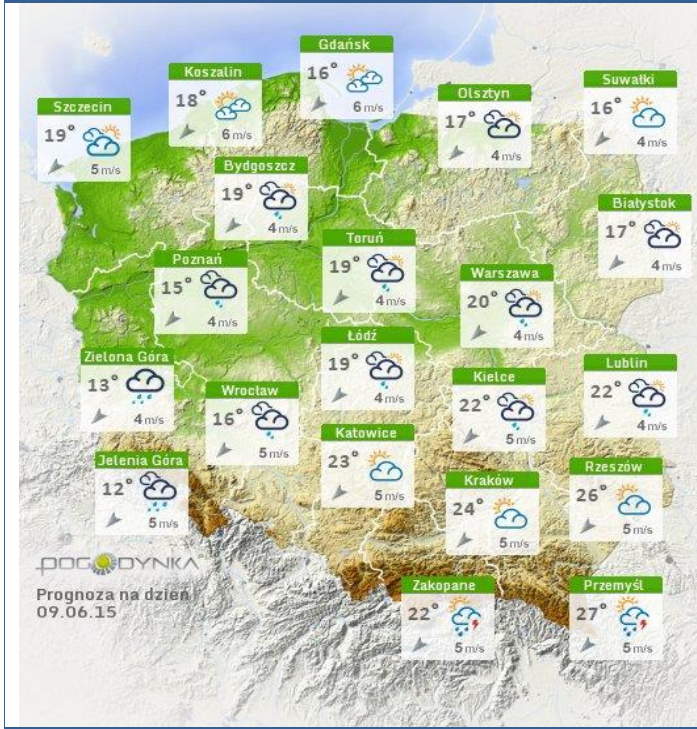 Gdańsk
16°
6 m/s
Koszalin
18°
6 m/s
Szczecin
19°
5 m/s
Olsztyn
17°
4 m/s
Suwałki
16°
4 m/s
Bydgoszcz
19°
4 m/s
Białystok
17°
4 m/s
Toruń
19°
4 m/s
Poznań
15°
4 m/s
Warszawa
20°
4 m/s
Łódź
19°
4 m/s
Zielona Góra
13°
4 m/s
Wrocław
16°
5 m/s
Kielce
22°
5 m/s
Lublin
22°
4 m/s
Katowice
23°
5 m/s
Jelenia Góra
12°
5 m/s
Kraków
24°
5 m/s
Rzeszów
26°
5 m/s
POGODYNKA
Prognoza na dzień
09.06.15
Zakopane
22°
5 m/s
Przemyśl
27°
5 m/s